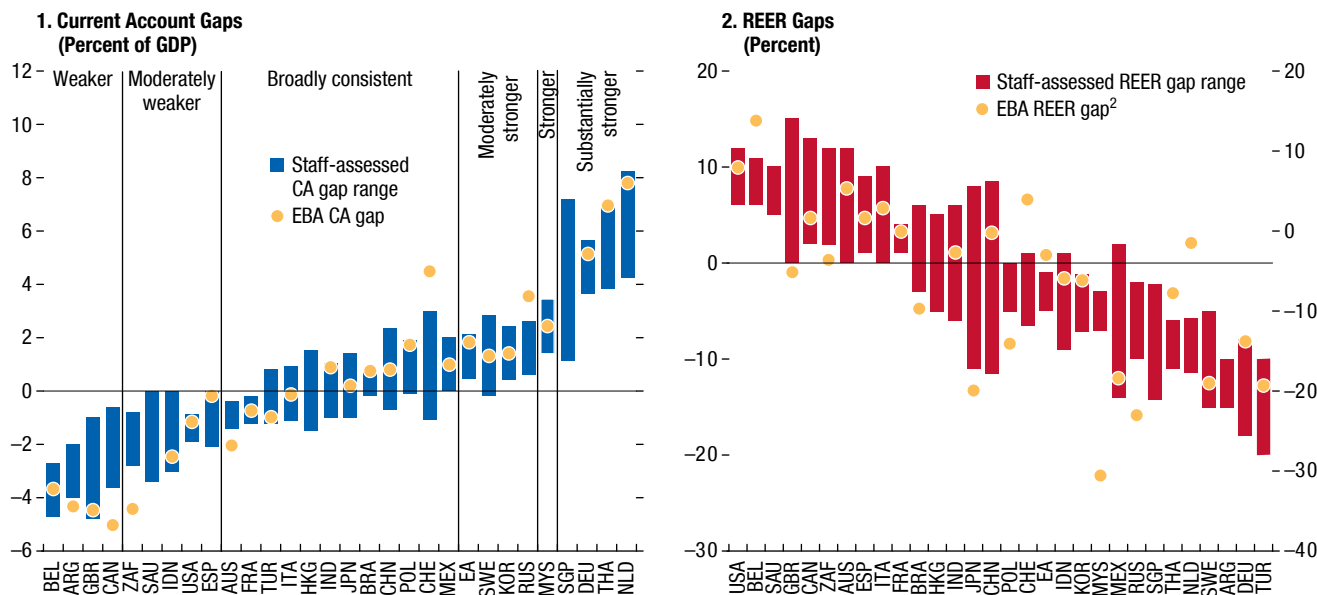 1. Current Account Gaps
(Percent of GDP)
12
10
8
6
4
2
0
−2
−4
−6
Weaker
Moderately
weaker
Broadly consistent
Moderately
stronger
Stronger
Substantially
stronger
Staff-assessed
CA gap range
EBA CA gap
BEL
ARG
GBR
CAN
ZAF
SAU
IDN
USA
ESP
AUS
FRA
TUR
ITA
HKG
IND
JPN
BRA
CHN
POL
CHE
MEX
EA
SWE
KOR
RUS
MYS
SGP
DEU
THA
NLD
2. REER Gaps
(Percent)
20
10
0
−10
−20
−30
Staff-assessed REER gap range
EBA REER gap2
20
10
0
−10
−20
−30
−40
USA
BEL
SAU
GBR
CAN
ZAF
AUS
ESP
ITA
FRA
BRA
HKG
IND
JPN
CHN
POL
CHE
EA
IDN
KOR
MYS
MEX
RUS
SGP
THA
NLD
SWE
ARG
DEU
TUR